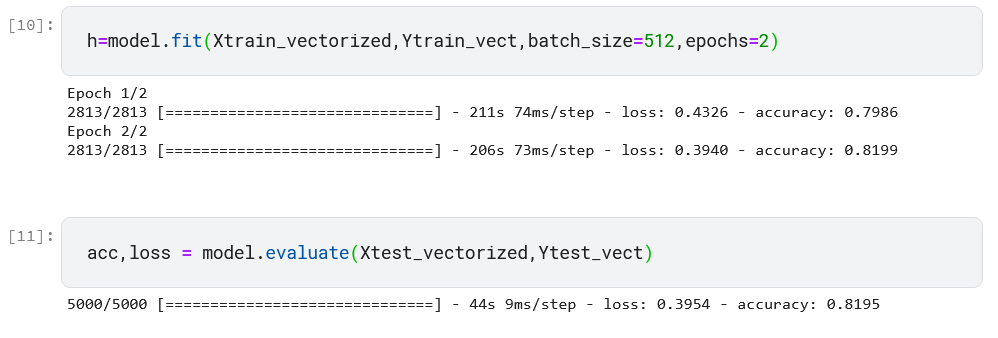 [10]:
h=model.fit(Xtrain_vectorized,Ytrain_vect,batch_size=512,epochs=2)
Epoch 1/2
2813/2813 [==============================] - 211s 74ms/step - loss: 0.4326 - accuracy: 0.7986
Epoch 2/2
2813/2813 [==============================] - 206s 73ms/step - loss: 0.3940 - accuracy: 0.8199
[11]:
acc,loss = model.evaluate(Xtest_vectorized,Ytest_vect)
5000/5000 [==============================] - 44s 9ms/step - loss: 0.3954 - accuracy: 0.8195